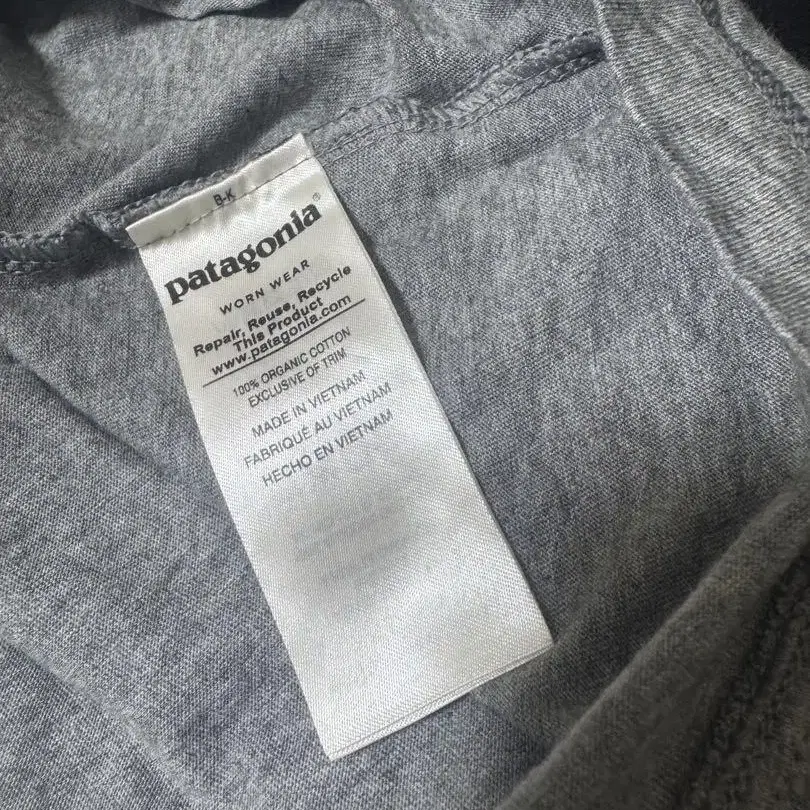 B-K
patagonia®
WORN WEAR
Repair, Reuse, Recycle
This Product
www.patagonia.com
100% ORGANIC COTTON
EXCLUSIVE OF TRIM
MADE IN VIETNAM
FABRIQUÉ AU VIETNAM
HECHO EN VIETNAM